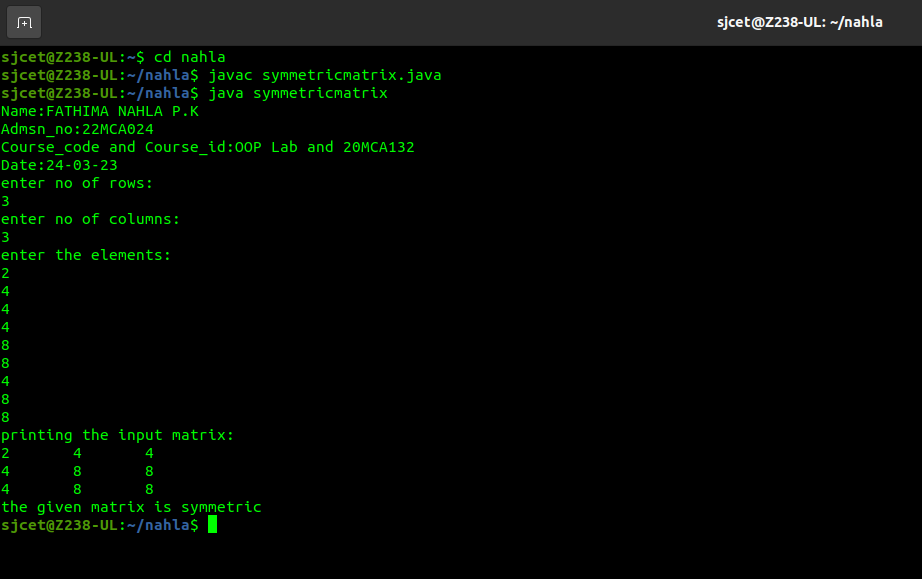 sjcet@Z238-UL: ~/nahla
sjcet@Z238-UL:~$ cd nahla
sjcet@Z238-UL:~/nahla$ javac symmetricmatrix.java
sjcet@Z238-UL:~/nahla$ java symmetricmatrix
Name:FATHIMA NAHLA P.K
Admsn_no:22MCA024
Course_code and Course_id:OOP Lab and 20MCA132
Date:24-03-23
enter no of rows:
3
enter no of columns:
3
enter the elements:
2
4
4
4
8
8
4
8
8
printing the input matrix:
2 4 4
4 8 8
4 8 8
the given matrix is symmetric
sjcet@Z238-UL:~/nahla$